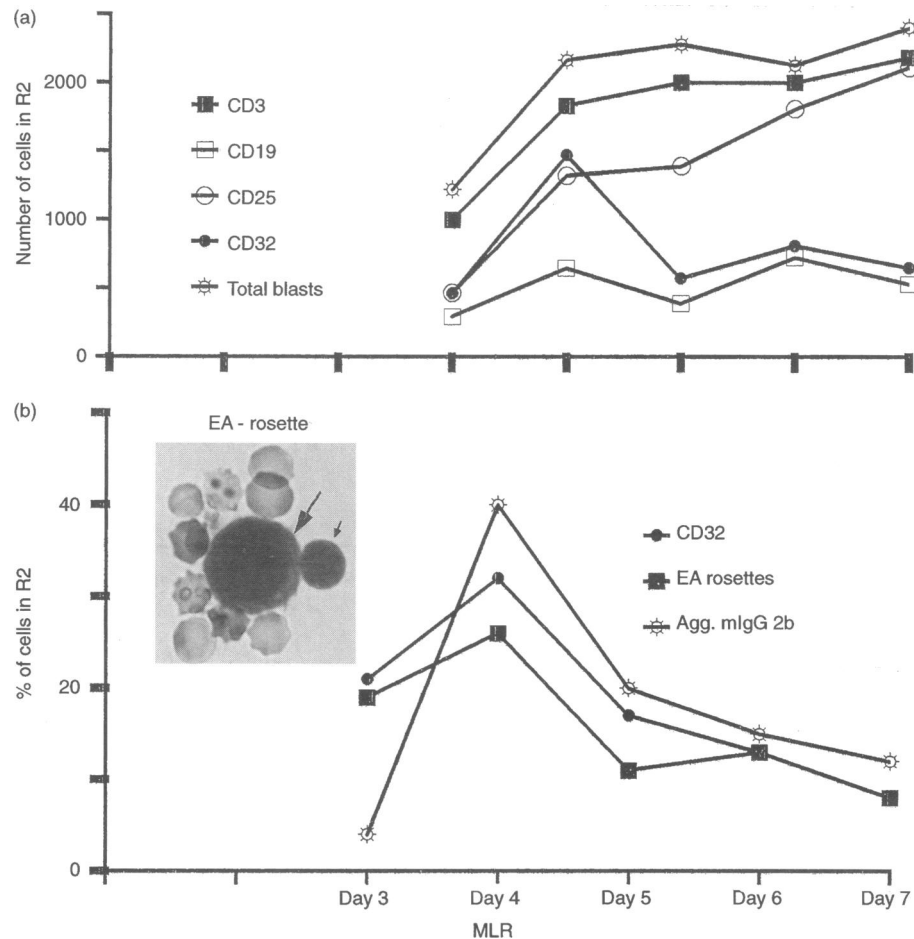 (a)
Number of cells in R2
2000
1000
0
CD3
CD19
CD25
CD32
Total blasts
(b)
% of cells in R2
40
20
0
EA - rosette
CD32
EA rosettes
Agg. mIgG 2b
Day 3
Day 4
Day 5
Day 6
Day 7
MLR